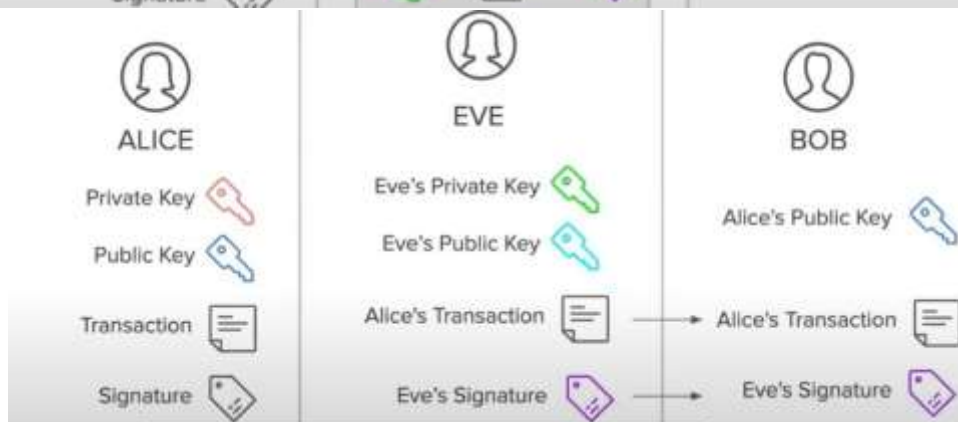 Signature
ALICE
Private Key
Public Key
Transaction
Signature
EVE
Eve's Private Key
Eve's Public Key
Alice's Transaction
Eve's Signature
BOB
Alice's Public Key
Alice's Transaction
Eve's Signature